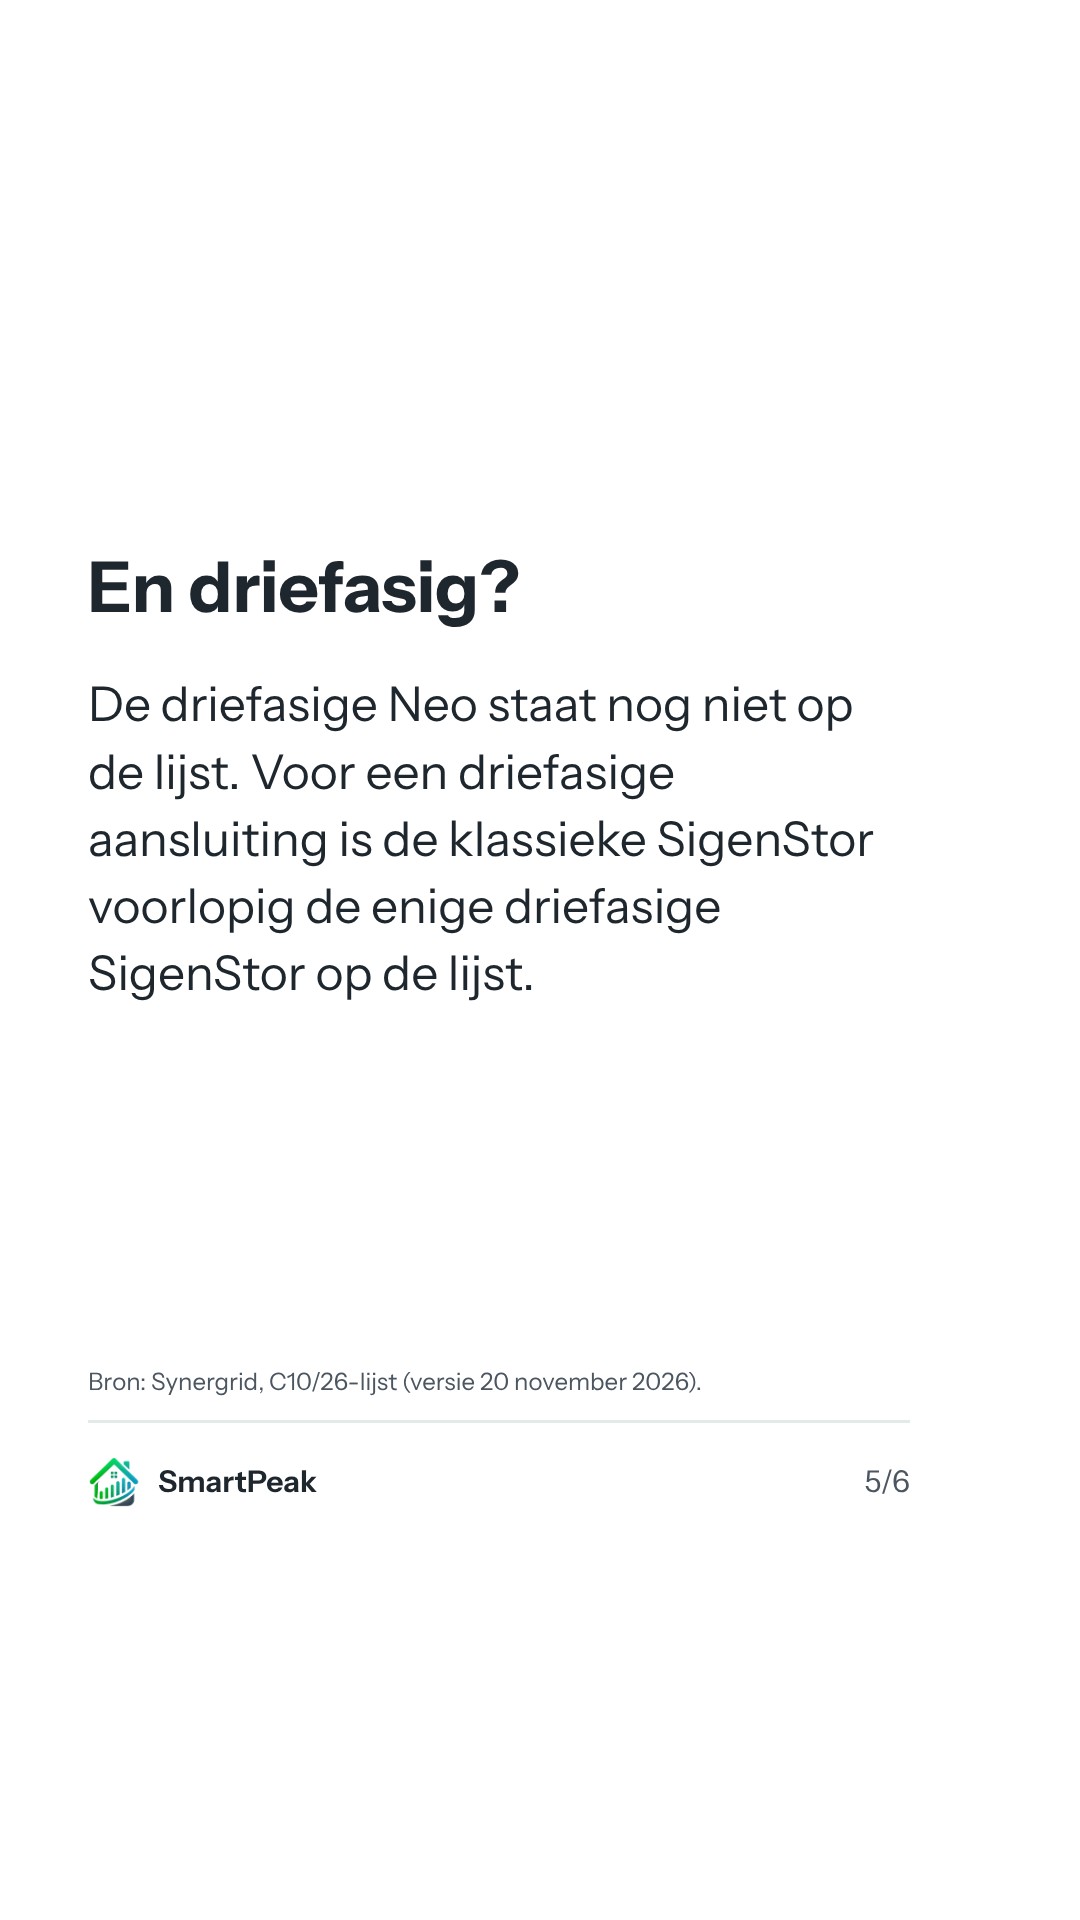 En driefasig?
De driefasige Neo staat nog niet op
de lijst. Voor een driefasige
aansluiting is de klassieke SigenStor
voorlopig de enige driefasige
SigenStor op de lijst.
Bron: Synergrid, C10/26-lijst (versie 20 november 2026).
SmartPeak
5/6